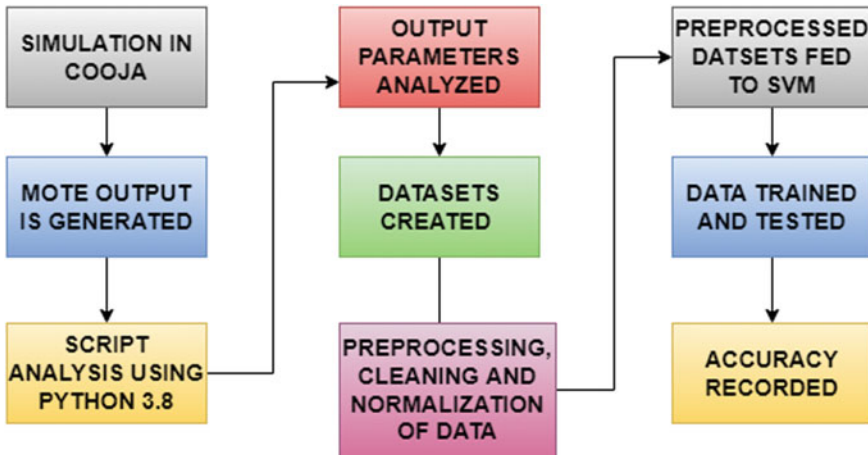 SIMULATION IN
COOJA
MOTE OUTPUT
IS GENERATED
SCRIPT
ANALYSIS USING
PYTHON 3.8
OUTPUT
PARAMETERS
ANALYZED
DATASETS
CREATED
PREPROCESSING,
CLEANING AND
NORMALIZATION
OF DATA
PREPROCESSED
DATSETS FED
TO SVM
DATA TRAINED
AND TESTED
ACCURACY
RECORDED